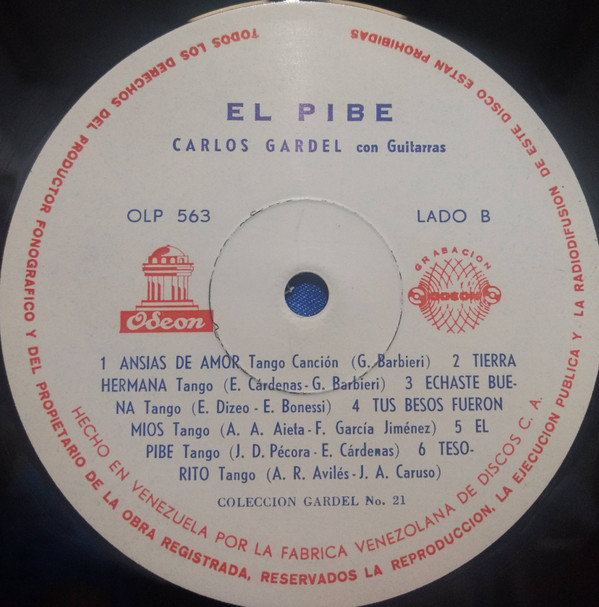 EL PIBE
CARLOS GARDEL con Guitarras
OLP 563
LADO B
Odeon
GRABACION
ODEON
1 ANSIAS DE AMOR Tango Canción (G. Barbieri) 2 TIERRA
HERMANA Tango (E. Cárdenas - G. Barbieri) 3 ECHASTE BUE-
NA Tango (E. Dizeo - E. Bonessi) 4 TUS BESOS FUERON
MIOS Tango (A. A. Aieta - F. García Jiménez) 5 EL
PIBE Tango (J. D. Pécora - E. Cárdenas) 6 TESO-
RITO Tango (A. R. Avilés - J. A. Caruso)
COLECCION GARDEL No. 21
HECHO EN VENEZUELA POR LA FABRICA VENEZOLANA DE DISCOS C. A.
TODOS LOS DERECHOS DEL PRODUCTOR FONOGRAFICO Y DEL PROPIETARIO DE LA OBRA REGISTRADA, RESERVADOS LA REPRODUCCION, LA EJECUCION PUBLICA Y LA RADIODIFUSION DE ESTE DISCO ESTAN PROHIBIDAS